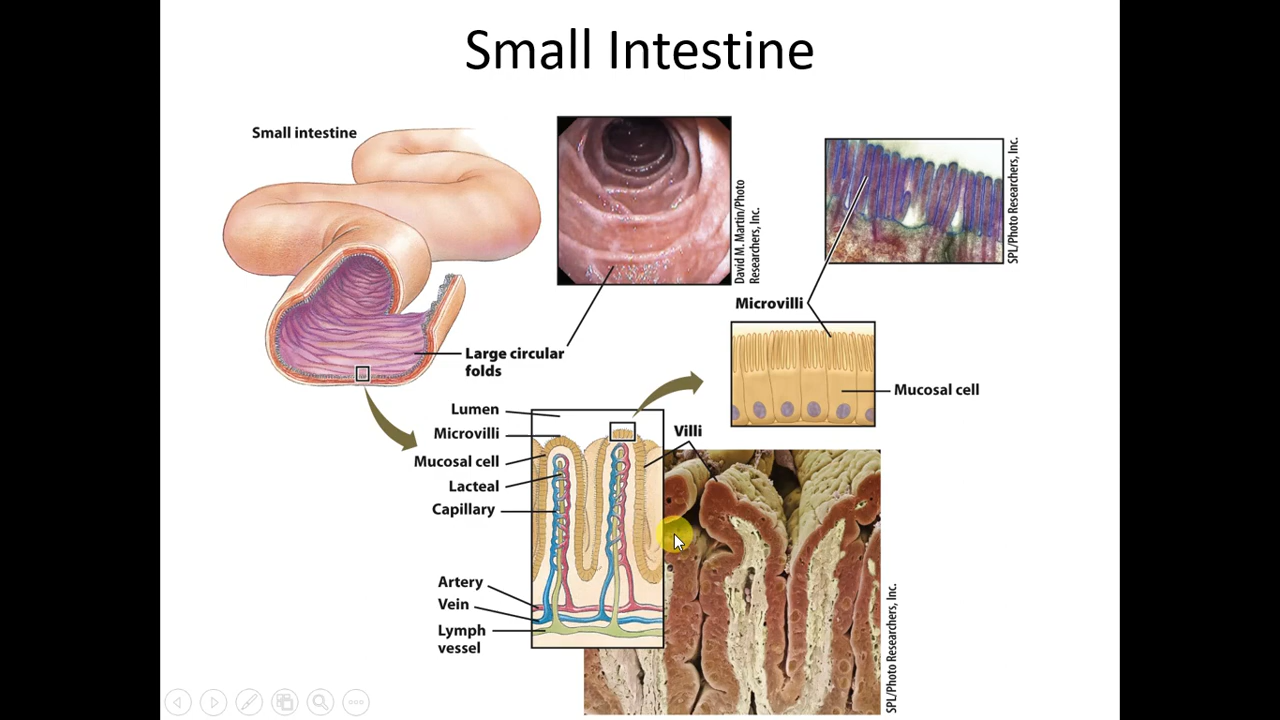 Small Intestine
Small intestine
David M. Martin/Photo
Researchers, Inc.
SPL/Photo Researchers, Inc.
Microvilli
Large circular
folds
Mucosal cell
Lumen
Microvilli
Villi
Mucosal cell
Lacteal
Capillary
Artery
Vein
Lymph
vessel
SPL/Photo Researchers, Inc.